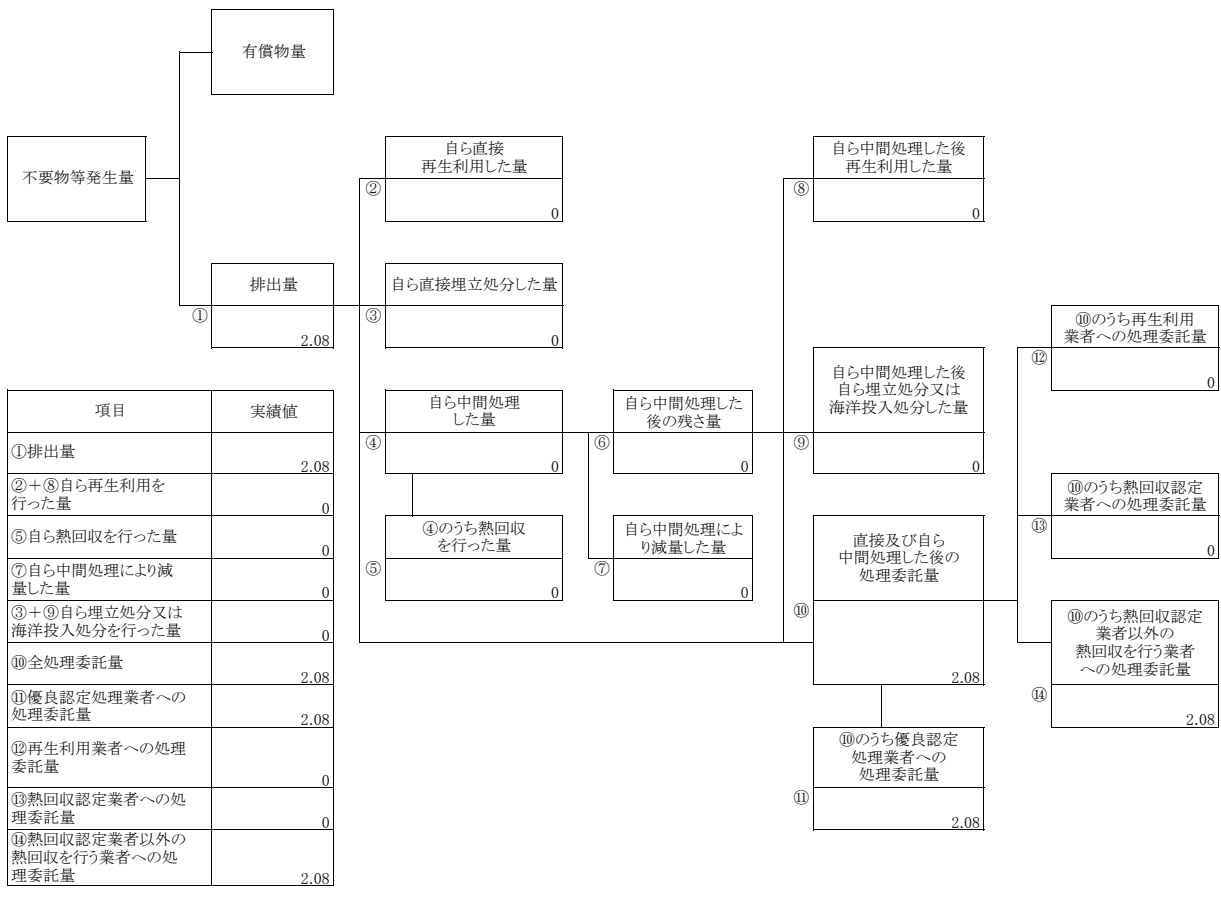 有償物量
不要物等発生量
自ら直接
再生利用した量
②
0
自ら中間処理した後
再生利用した量
⑧
0
排出量
①
2.08
自ら直接埋立処分した量
③
0
⑩のうち再生利用
業者への処理委託量
⑫
0
自ら中間処理
した量
④
0
自ら中間処理した
後の残さ量
⑥
0
自ら中間処理した後
自ら埋立処分又は
海洋投入処分した量
⑨
0
⑩のうち熱回収認定
業者への処理委託量
⑬
0
④のうち熱回収
を行った量
⑤
0
自ら中間処理によ
り減量した量
⑦
0
直接及び自ら
中間処理した後の
処理委託量
⑩
2.08
⑩のうち熱回収認定
業者以外の
熱回収を行う業者
への処理委託量
⑭
2.08
⑩のうち優良認定
処理業者への
処理委託量
⑪
2.08
項目 実績値
①排出量
2.08
②+⑧自ら再生利用を
行った量
0
⑤自ら熱回収を行った量
0
⑦自ら中間処理により減
量した量
0
③+⑨自ら埋立処分又は
海洋投入処分を行った量
0
⑩全処理委託量
2.08
⑪優良認定処理業者への
処理委託量
2.08
⑫再生利用業者への処理
委託量
0
⑬熱回収認定業者への処
理委託量
0
⑭熱回収認定業者以外の
熱回収を行う業者への処
理委託量
2.08